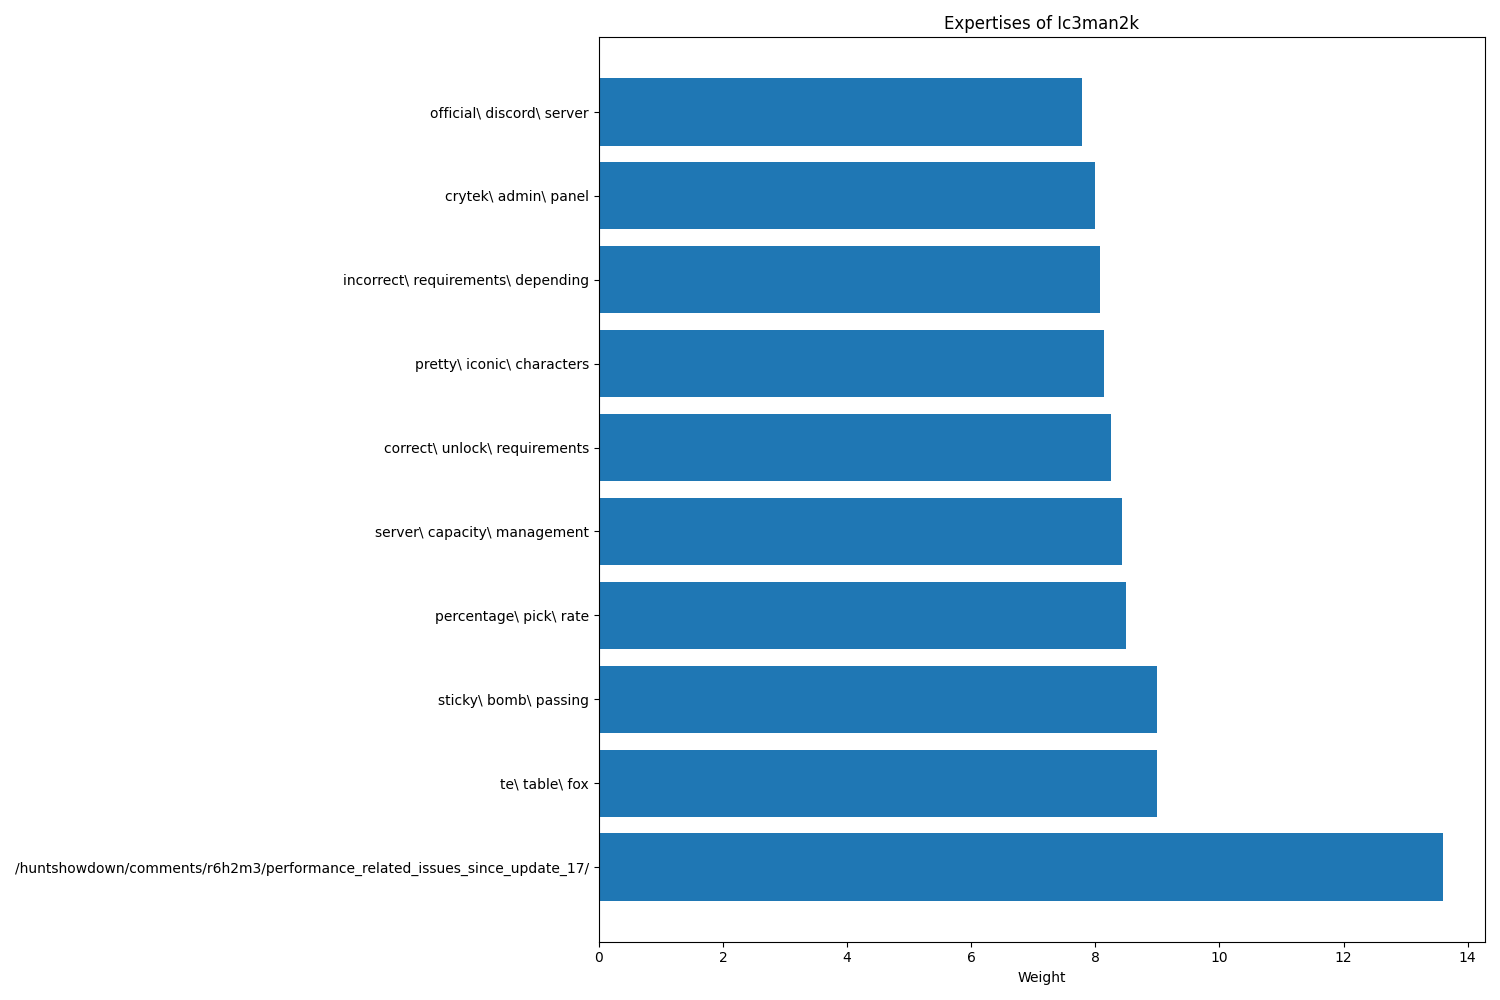 Expertises of Ic3man2k
official\ discord\ server
crytek\ admin\ panel
incorrect\ requirements\ depending
pretty\ iconic\ characters
correct\ unlock\ requirements
server\ capacity\ management
percentage\ pick\ rate
sticky\ bomb\ passing
te\ table\ fox
/huntshowdown/comments/r6h2m3/performance_related_issues_since_update_17/
0 2 4 6 8 10 12 14
Weight